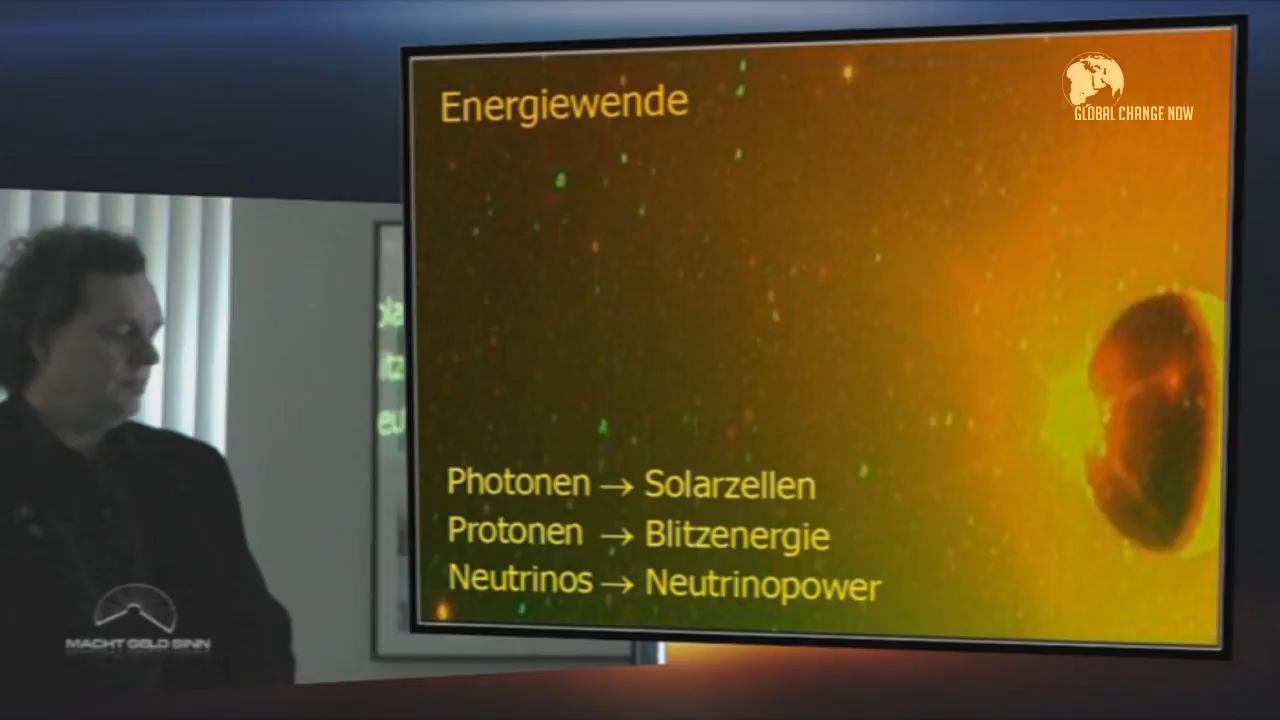 Energiewende
GLOBAL CHANGE NOW
Photonen → Solarzellen
Protonen → Blitzenergie
Neutrinos → Neutrinopower
MACHT GELD SINN